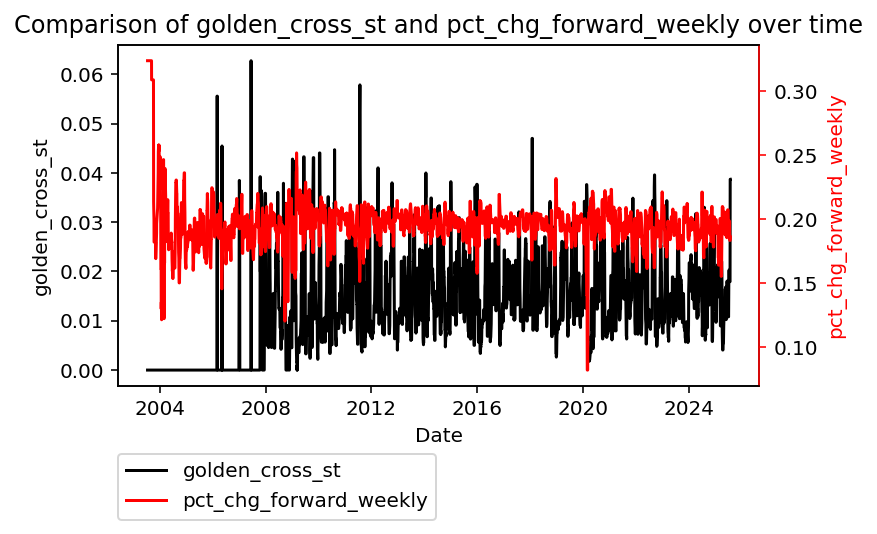 Comparison of golden_cross_st and pct_chg_forward_weekly over time
golden_cross_st
0.06
0.05
0.04
0.03
0.02
0.01
0.00
0.30
0.25
0.20
0.15
0.10
pct_chg_forward_weekly
2004 2008 2012 2016 2020 2024
Date
golden_cross_st
pct_chg_forward_weekly